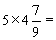 5 × 4 7/9 =